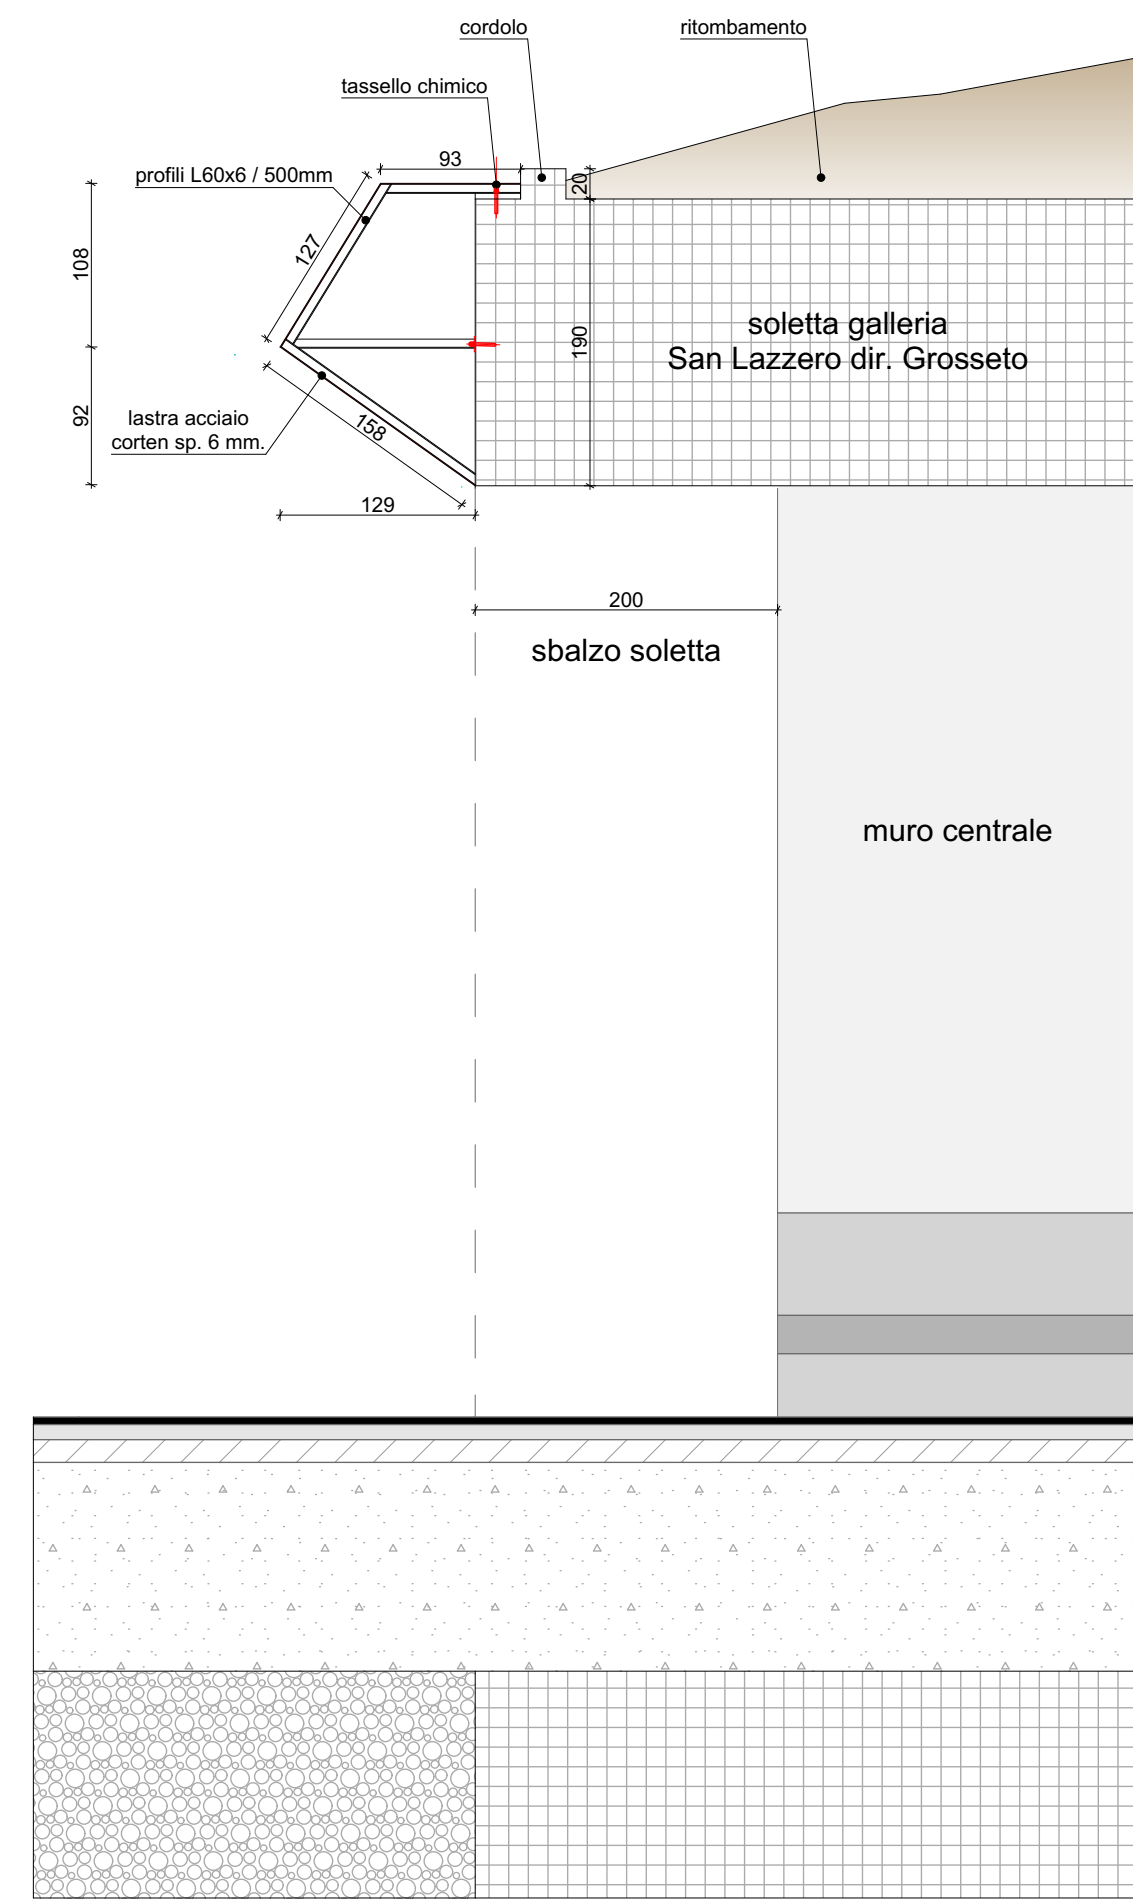 cordolo
ritombamento
tassello chimico
93
profili L60x6 / 500mm
20
127
108
soletta galleria
San Lazzero dir. Grosseto
190
92
lastra acciaio
corten sp. 6 mm.
158
129
200
sbalzo soletta
muro centrale